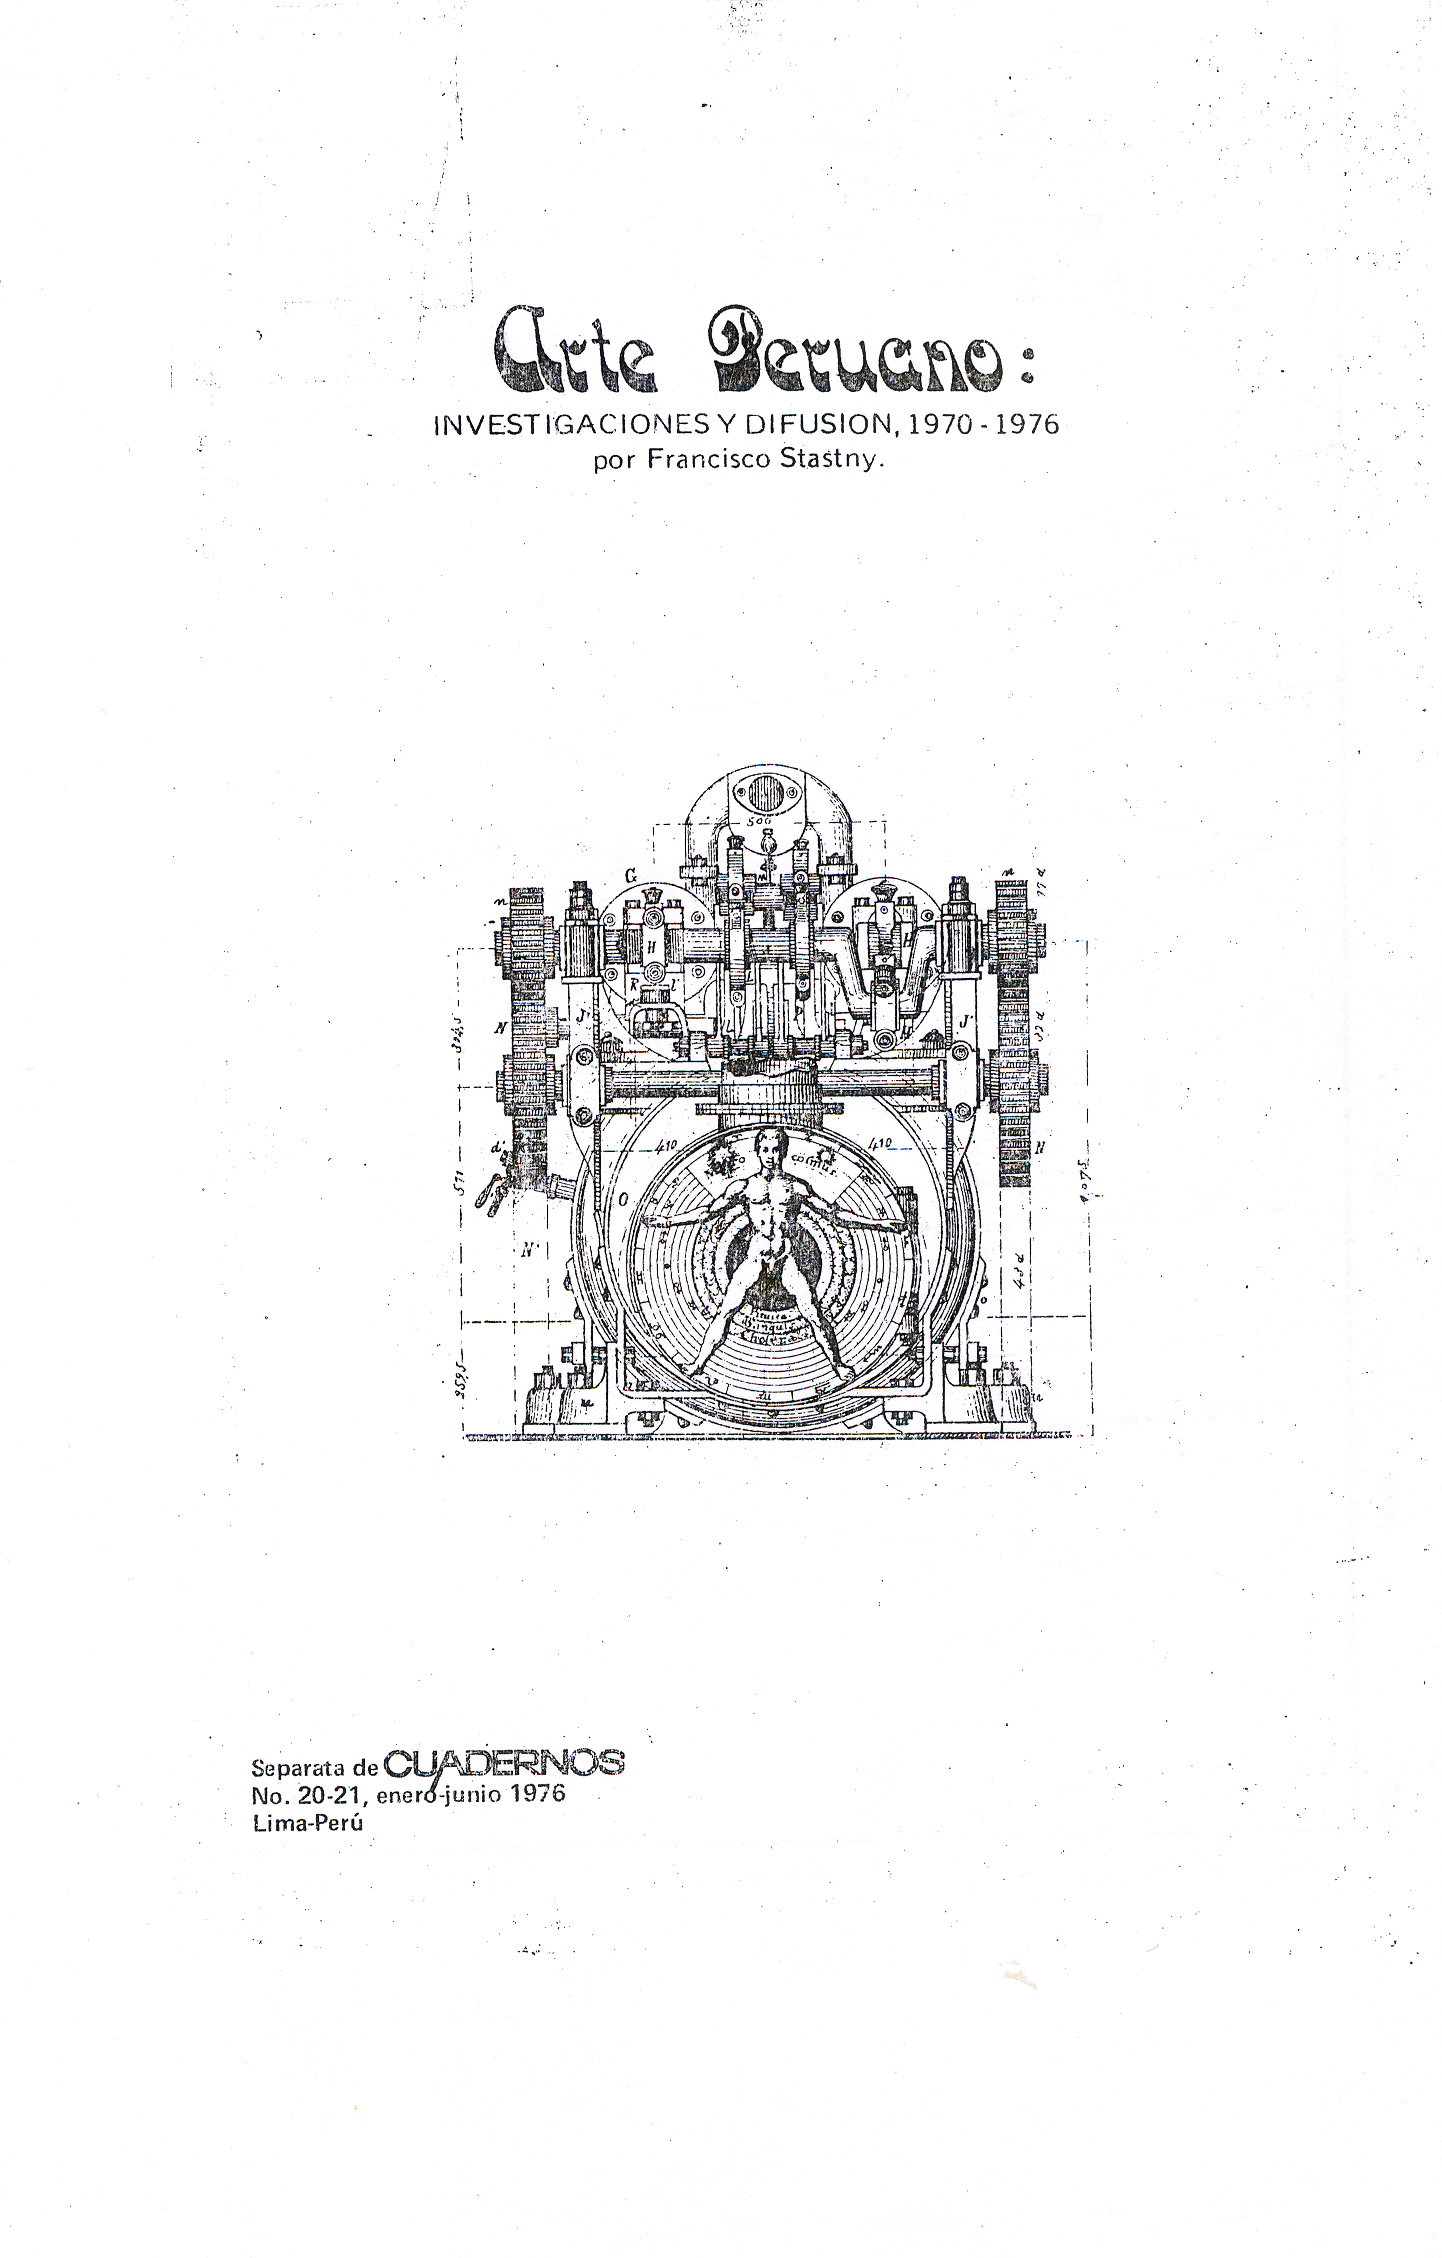 Arte Peruano:
INVESTIGACIONES Y DIFUSION, 1970 - 1976
por Francisco Stastny.
500
G
n
n
H
H
R
l
J
J
N
324,5
410
cosmus
410
H
d
571
O
N
259,5
Separata de CUADERNOS
No. 20-21, enero-junio 1976
Lima-Perú